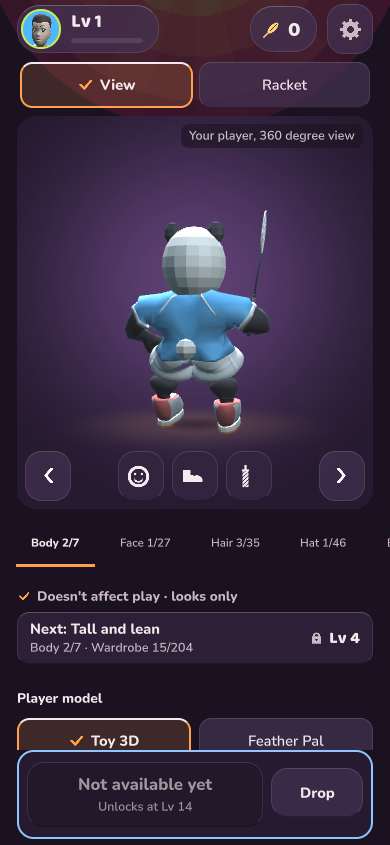 Lv 1
0
View
Racket
Your player, 360 degree view
Body 2/7
Face 1/27
Hair 3/35
Hat 1/46
Doesn't affect play · looks only
Next: Tall and lean
Body 2/7 · Wardrobe 15/204
Lv 4
Player model
Toy 3D
Feather Pal
Not available yet
Unlocks at Lv 14
Drop